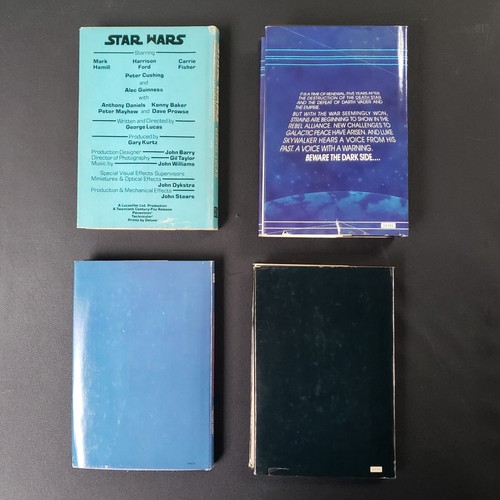 STAR WARS
Starring
Mark Harrison Carrie
Hamill Ford Fisher
Peter Cushing
and
Alec Guinness
with
Anthony Daniels Kenny Baker
Peter Mayhew and Dave Prowse
Written and Directed by
George Lucas
Produced by
Gary Kurtz
Production Designer John Barry
Director of Photography Gil Taylor
Music by John Williams
Special Visual Effects Supervisors
Miniatures & Optical Effects
John Dykstra
Production & Mechanical Effects
John Stears
A Lucasfilm Ltd. Production
A Twentieth Century-Fox Release
Panavision
Technicolor
Prints by Deluxe
IT IS A TIME OF RENEWAL, FIVE YEARS AFTER
THE DESTRUCTION OF THE DEATH STAR
AND THE DEFEAT OF DARTH VADER AND
THE EMPIRE.
BUT WITH THE WAR SEEMINGLY WON,
STRAINS ARE BEGINNING TO SHOW IN THE
REBEL ALLIANCE. NEW CHALLENGES TO
GALACTIC PEACE HAVE ARISEN. AND LUKE
SKYWALKER HEARS A VOICE FROM HIS
PAST. A VOICE WITH A WARNING.
BEWARE THE DARK SIDE....